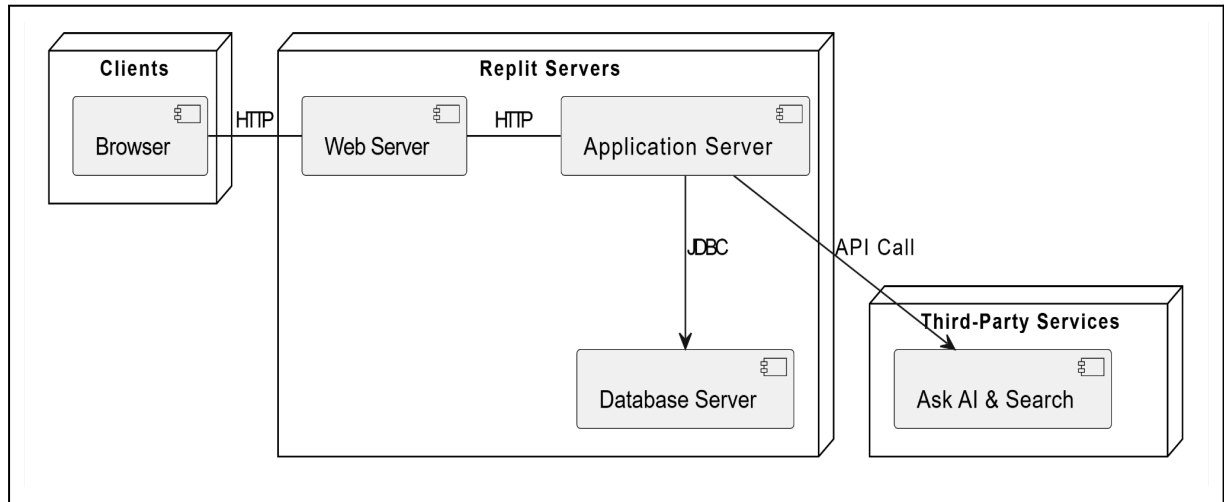 Clients
Replit Servers
Browser
HTTP
Web Server
HTTP
Application Server
JDBC
API Call
Third-Party Services
Database Server
Ask AI & Search